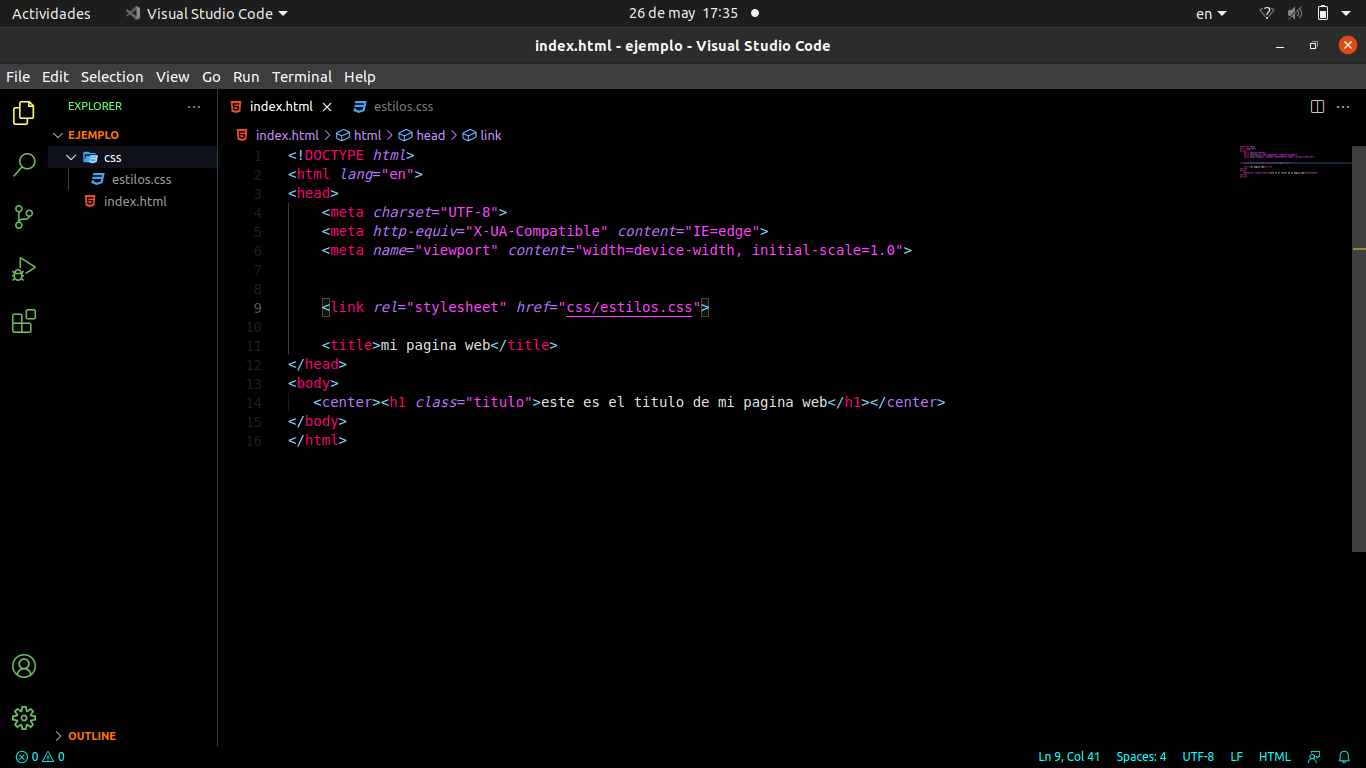 Actividades Visual Studio Code 26 de may 17:35 en
index.html - ejemplo - Visual Studio Code
File Edit Selection View Go Run Terminal Help
EXPLORER ··· index.html estilos.css ···
EJEMPLO index.html > html > head > link
css
estilos.css
index.html
1 <!DOCTYPE html>
2 <html lang="en">
3 <head>
4 <meta charset="UTF-8">
5 <meta http-equiv="X-UA-Compatible" content="IE=edge">
6 <meta name="viewport" content="width=device-width, initial-scale=1.0">
7
8
9 <link rel="stylesheet" href="css/estilos.css">
10
11 <title>mi pagina web</title>
12 </head>
13 <body>
14 <center><h1 class="titulo">este es el titulo de mi pagina web</h1></center>
15 </body>
16 </html>
OUTLINE
0 0 Ln 9, Col 41 Spaces: 4 UTF-8 LF HTML